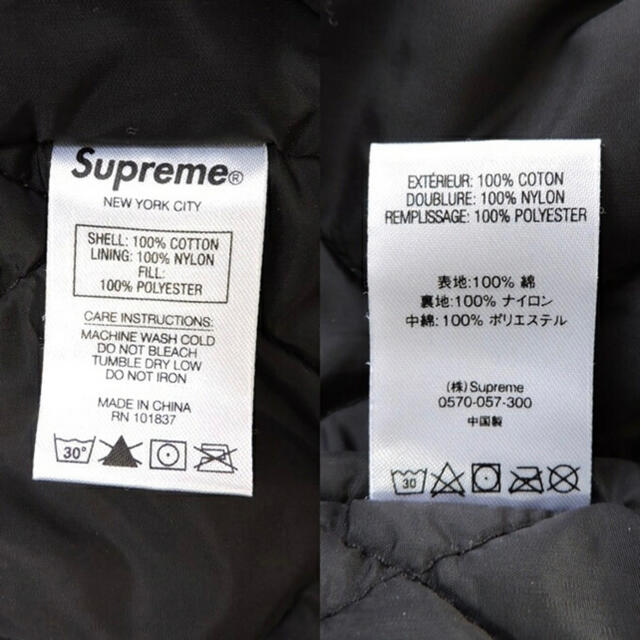 Supreme®
NEW YORK CITY
SHELL: 100% COTTON
LINING: 100% NYLON
FILL:
100% POLYESTER
CARE INSTRUCTIONS:
MACHINE WASH COLD
DO NOT BLEACH
TUMBLE DRY LOW
DO NOT IRON
MADE IN CHINA
RN 101837
30°
EXTÉRIEUR: 100% COTON
DOUBLURE: 100% NYLON
REMPLISSAGE: 100% POLYESTER
表地:100% 綿
裏地:100% ナイロン
中綿:100% ポリエステル
(株) Supreme
0570-057-300
中国製
30